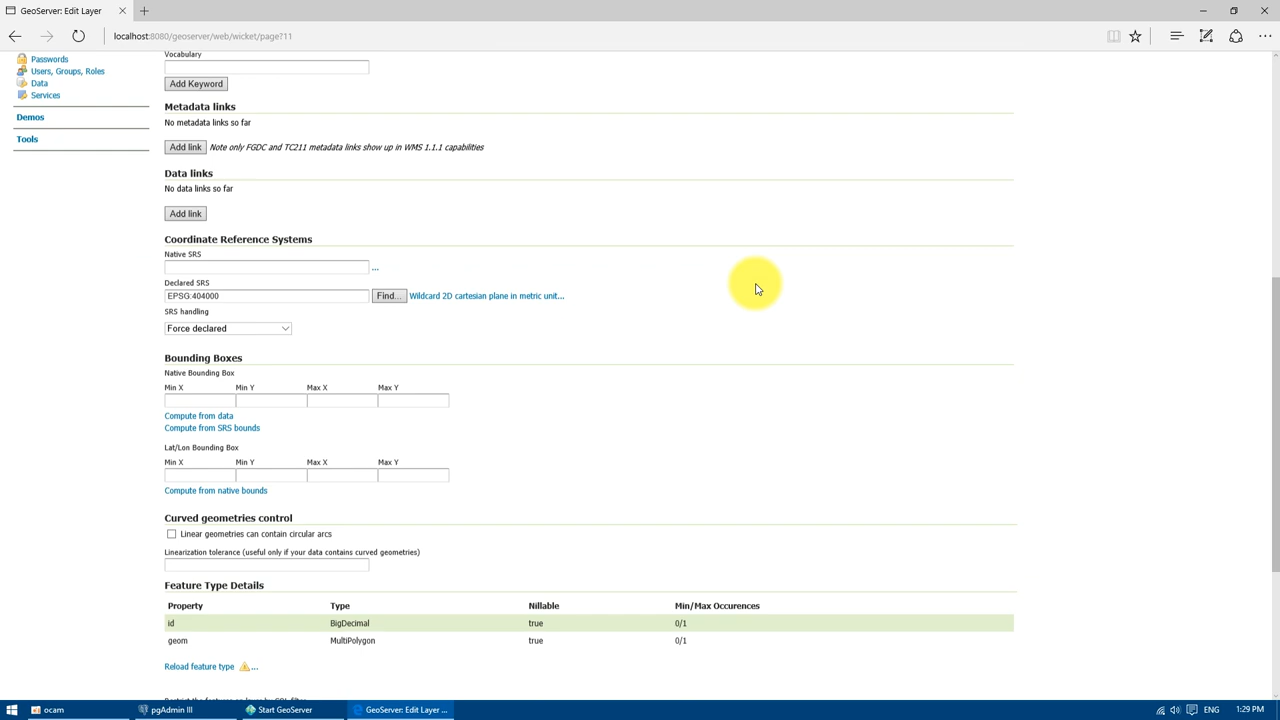 GeoServer: Edit Layer
localhost:8080/geoserver/web/wicket/page?11
Passwords
Users, Groups, Roles
Data
Services
Demos
Tools
Vocabulary
Add Keyword
Metadata links
No metadata links so far
Add link Note only FGDC and TC211 metadata links show up in WMS 1.1.1 capabilities
Data links
No data links so far
Add link
Coordinate Reference Systems
Native SRS
...
Declared SRS
EPSG:404000 Find... Wildcard 2D cartesian plane in metric unit...
SRS handling
Force declared
Bounding Boxes
Native Bounding Box
Min X Min Y Max X Max Y
Compute from data
Compute from SRS bounds
Lat/Lon Bounding Box
Min X Min Y Max X Max Y
Compute from native bounds
Curved geometries control
Linear geometries can contain circular arcs
Linearization tolerance (useful only if your data contains curved geometries)
Feature Type Details
Property Type Nillable Min/Max Occurences
id BigDecimal true 0/1
geom MultiPolygon true 0/1
Reload feature type ...
Restrict the features on layer by CQL filter
ocam pgAdmin III Start GeoServer GeoServer: Edit Layer ... ENG 1:29 PM